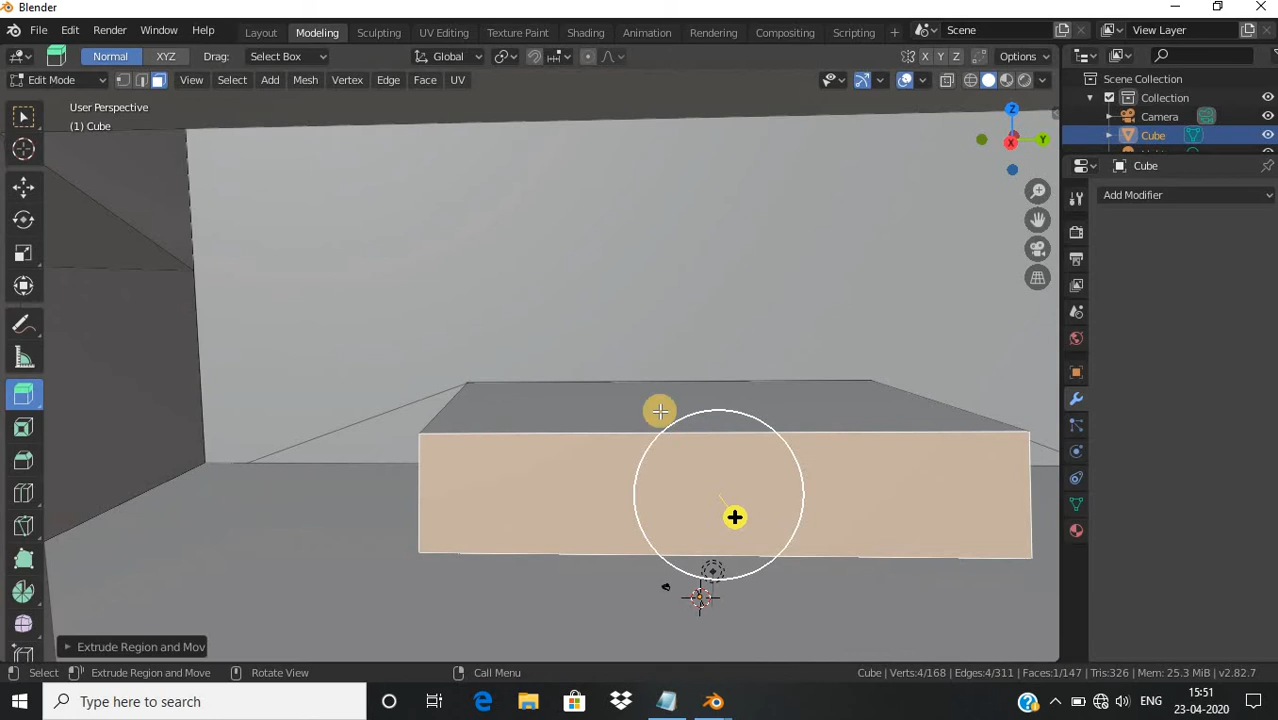 Blender
File Edit Render Window Help Layout Modeling Sculpting UV Editing Texture Paint Shading Animation Rendering Compositing Scripting + Scene View Layer
Normal XYZ Drag: Select Box Global X Y Z Options
Edit Mode View Select Add Mesh Vertex Edge Face UV
User Perspective
(1) Cube
Z
Y
X
Scene Collection
Collection
Camera
Cube
Cube
Add Modifier
Extrude Region and Mov
Select Extrude Region and Move Rotate View Call Menu Cube | Verts:4/168 | Edges:4/311 | Faces:1/147 | Tris:326 | Mem: 25.3 MiB | v2.82.7
Type here to search
ENG
15:51
23-04-2020